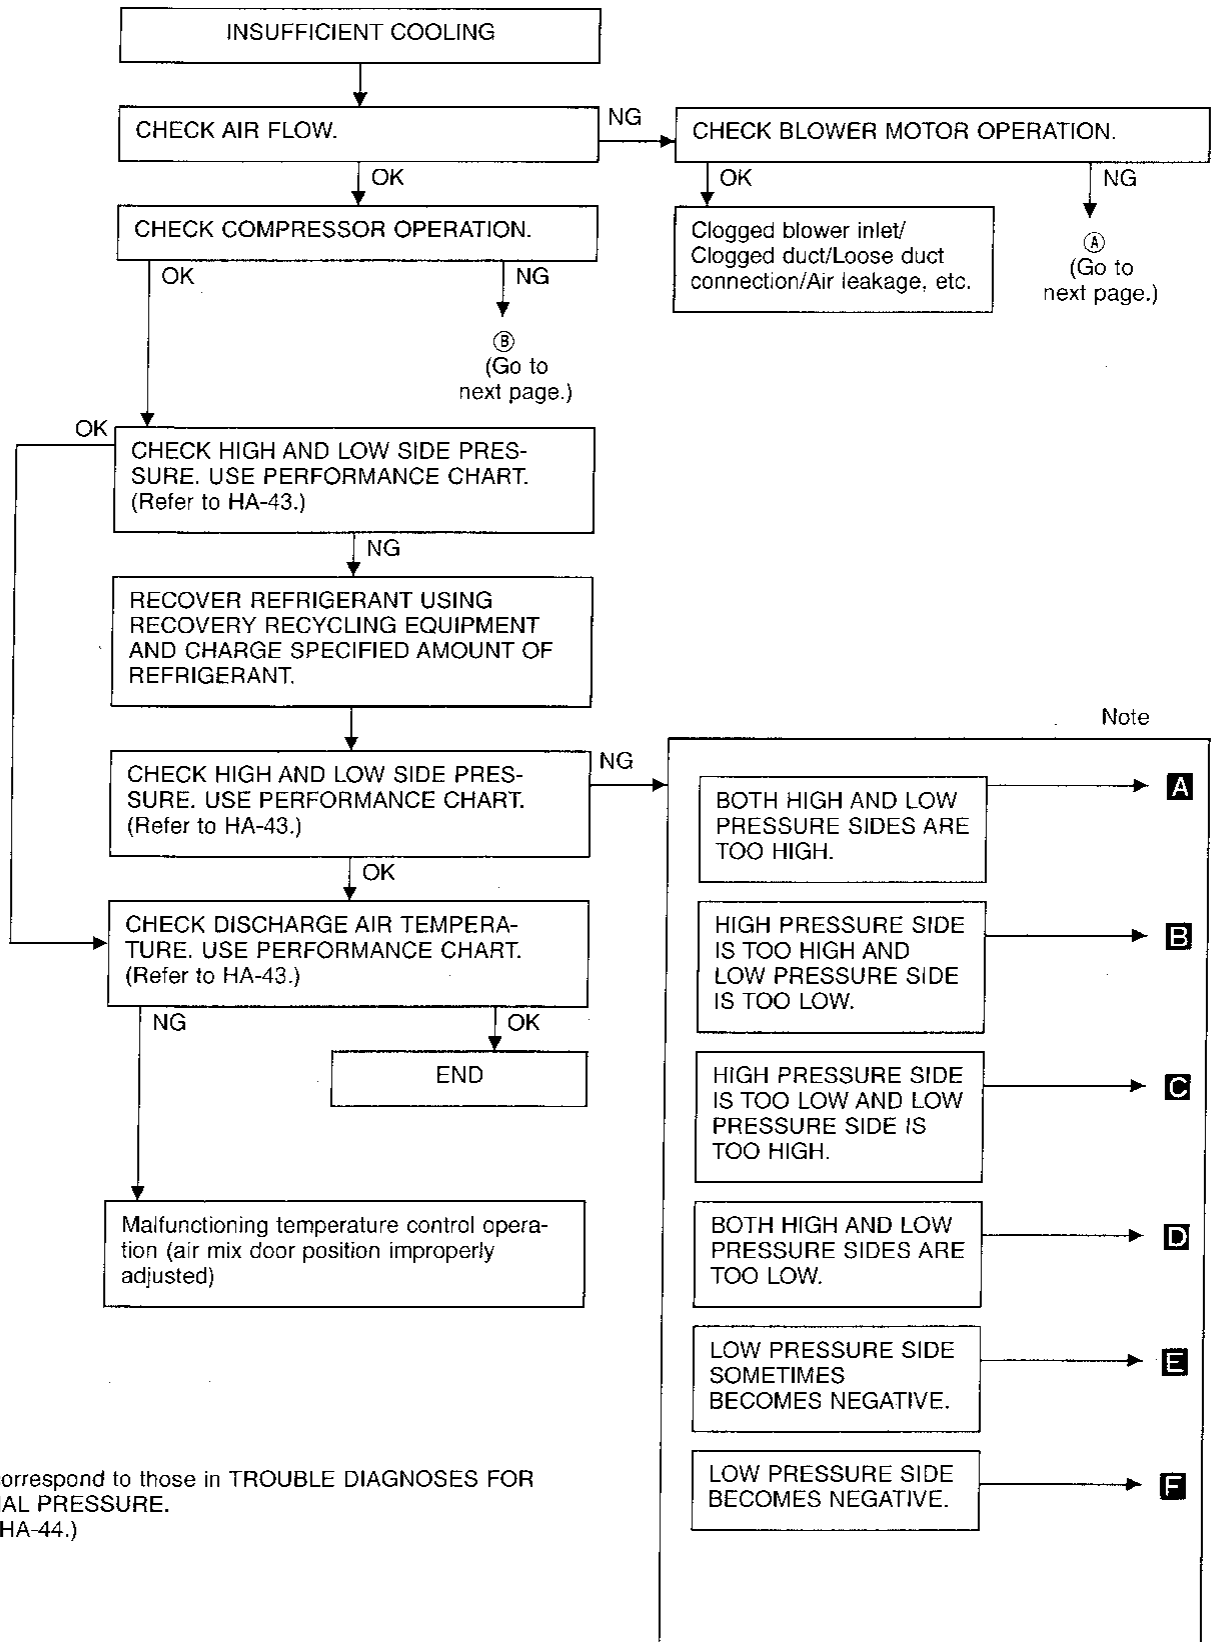 INSUFFICIENT COOLING
CHECK AIR FLOW.
NG
CHECK BLOWER MOTOR OPERATION.
OK
OK
NG
CHECK COMPRESSOR OPERATION.
Clogged blower inlet/
Clogged duct/Loose duct
connection/Air leakage, etc.
Ⓐ
(Go to
next page.)
OK
NG
Ⓑ
(Go to
next page.)
OK
CHECK HIGH AND LOW SIDE PRES-
SURE. USE PERFORMANCE CHART.
(Refer to HA-43.)
NG
RECOVER REFRIGERANT USING
RECOVERY RECYCLING EQUIPMENT
AND CHARGE SPECIFIED AMOUNT OF
REFRIGERANT.
CHECK HIGH AND LOW SIDE PRES-
SURE. USE PERFORMANCE CHART.
(Refer to HA-43.)
NG
OK
CHECK DISCHARGE AIR TEMPERA-
TURE. USE PERFORMANCE CHART.
(Refer to HA-43.)
NG
OK
END
Malfunctioning temperature control opera-
tion (air mix door position improperly
adjusted)
Note
BOTH HIGH AND LOW
PRESSURE SIDES ARE
TOO HIGH.
A
HIGH PRESSURE SIDE
IS TOO HIGH AND
LOW PRESSURE SIDE
IS TOO LOW.
B
HIGH PRESSURE SIDE
IS TOO LOW AND LOW
PRESSURE SIDE IS
TOO HIGH.
C
BOTH HIGH AND LOW
PRESSURE SIDES ARE
TOO LOW.
D
LOW PRESSURE SIDE
SOMETIMES
BECOMES NEGATIVE.
E
LOW PRESSURE SIDE
BECOMES NEGATIVE.
F
orrespond to those in TROUBLE DIAGNOSES FOR
AL PRESSURE.
HA-44.)